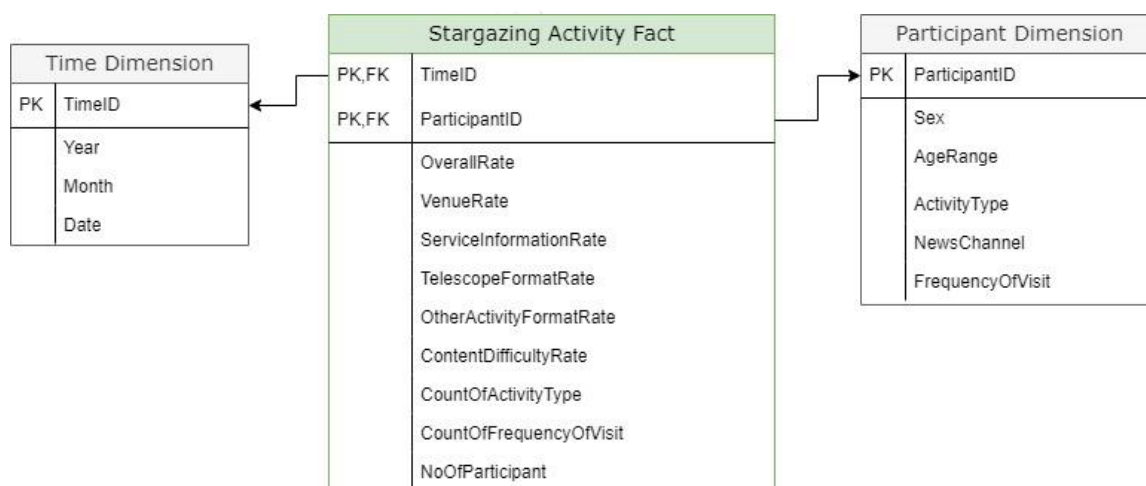 Time Dimension
PK TimeID
Year
Month
Date
Stargazing Activity Fact
PK,FK TimeID
PK,FK ParticipantID
OverallRate
VenueRate
ServiceInformationRate
TelescopeFormatRate
OtherActivityFormatRate
ContentDifficultyRate
CountOfActivityType
CountOfFrequencyOfVisit
NoOfParticipant
Participant Dimension
PK ParticipantID
Sex
AgeRange
ActivityType
NewsChannel
FrequencyOfVisit